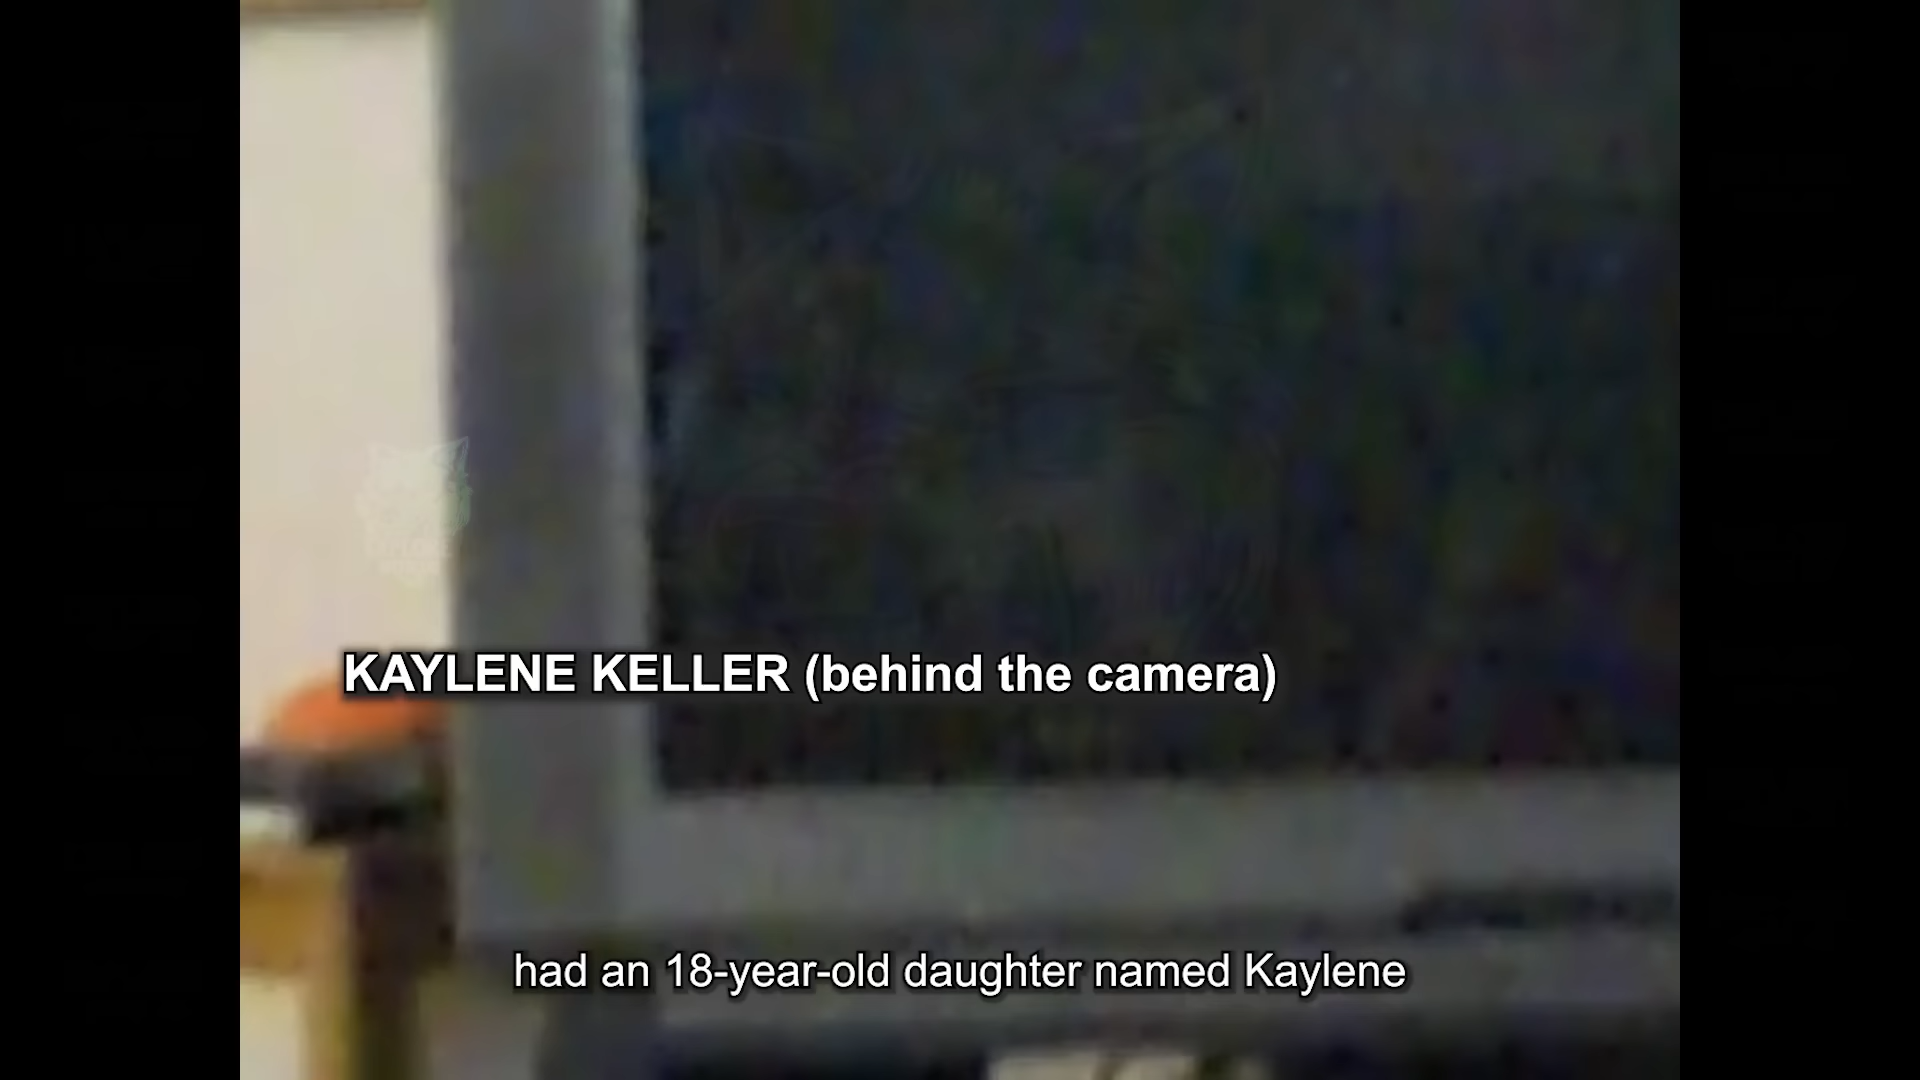 KAYLENE KELLER (behind the camera)
had an 18-year-old daughter named Kaylene